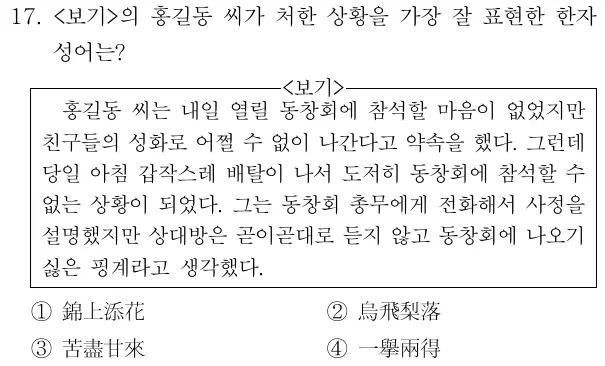 17. <보기>의 홍길동 씨가 처한 상황을 가장 잘 표현한 한자
성어는?
<보기>
홍길동 씨는 내일 열릴 동창회에 참석할 마음이 없었지만
친구들의 성화로 어쩔 수 없이 나간다고 약속을 했다. 그런데
당일 아침 갑작스레 배탈이 나서 도저히 동창회에 참석할 수
없는 상황이 되었다. 그는 동창회 총무에게 전화해서 사정을
설명했지만 상대방은 곧이곧대로 듣지 않고 동창회에 나오기
싫은 핑계라고 생각했다.
① 錦上添花 ② 烏飛梨落
③ 苦盡甘來 ④ 一擧兩得